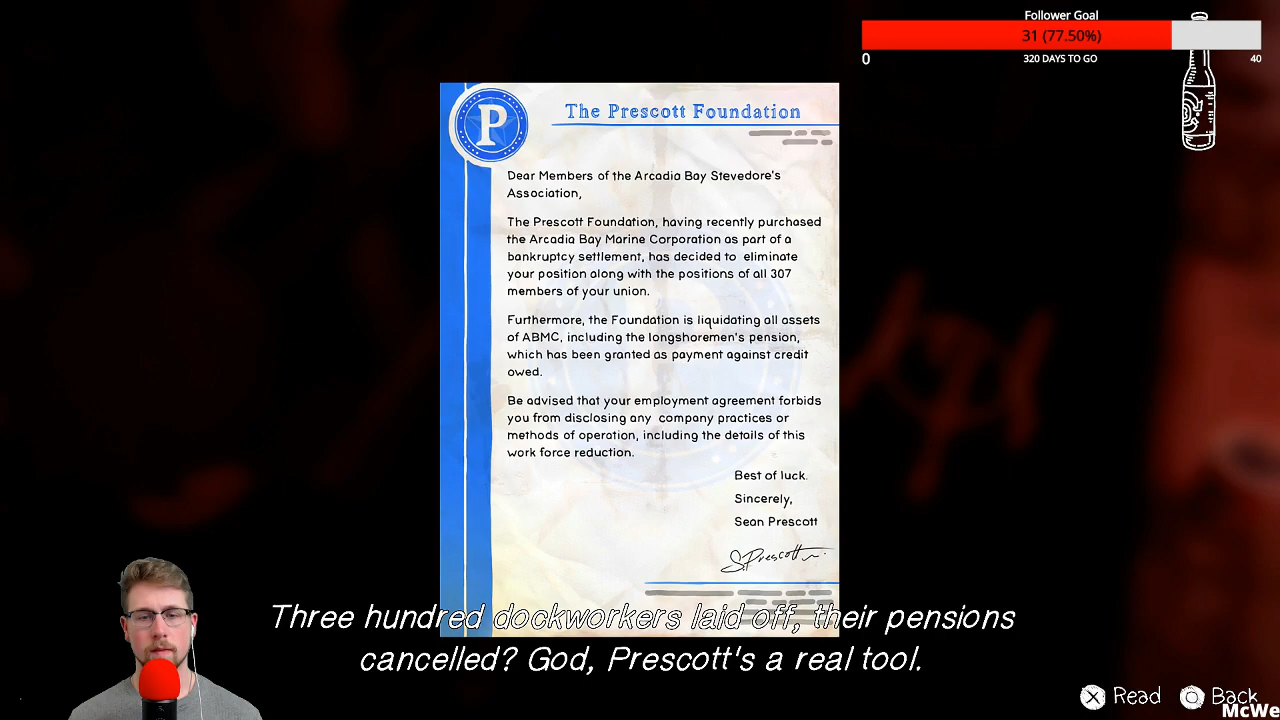 Follower Goal
31 (77.50%)
0
320 DAYS TO GO
40
P
The Prescott Foundation
Dear Members of the Arcadia Bay Stevedore's
Association,
The Prescott Foundation, having recently purchased
the Arcadia Bay Marine Corporation as part of a
bankruptcy settlement, has decided to eliminate
your position along with the positions of all 307
members of your union.
Furthermore, the Foundation is liquidating all assets
of ABMC, including the longshoremen's pension,
which has been granted as payment against credit
owed.
Be advised that your employment agreement forbids
you from disclosing any company practices or
methods of operation, including the details of this
work force reduction.
Best of luck.
Sincerely,
Sean Prescott
S.Prescott
Three hundred dockworkers laid off, their pensions
cancelled? God, Prescott's a real tool.
Read
Back
McWe